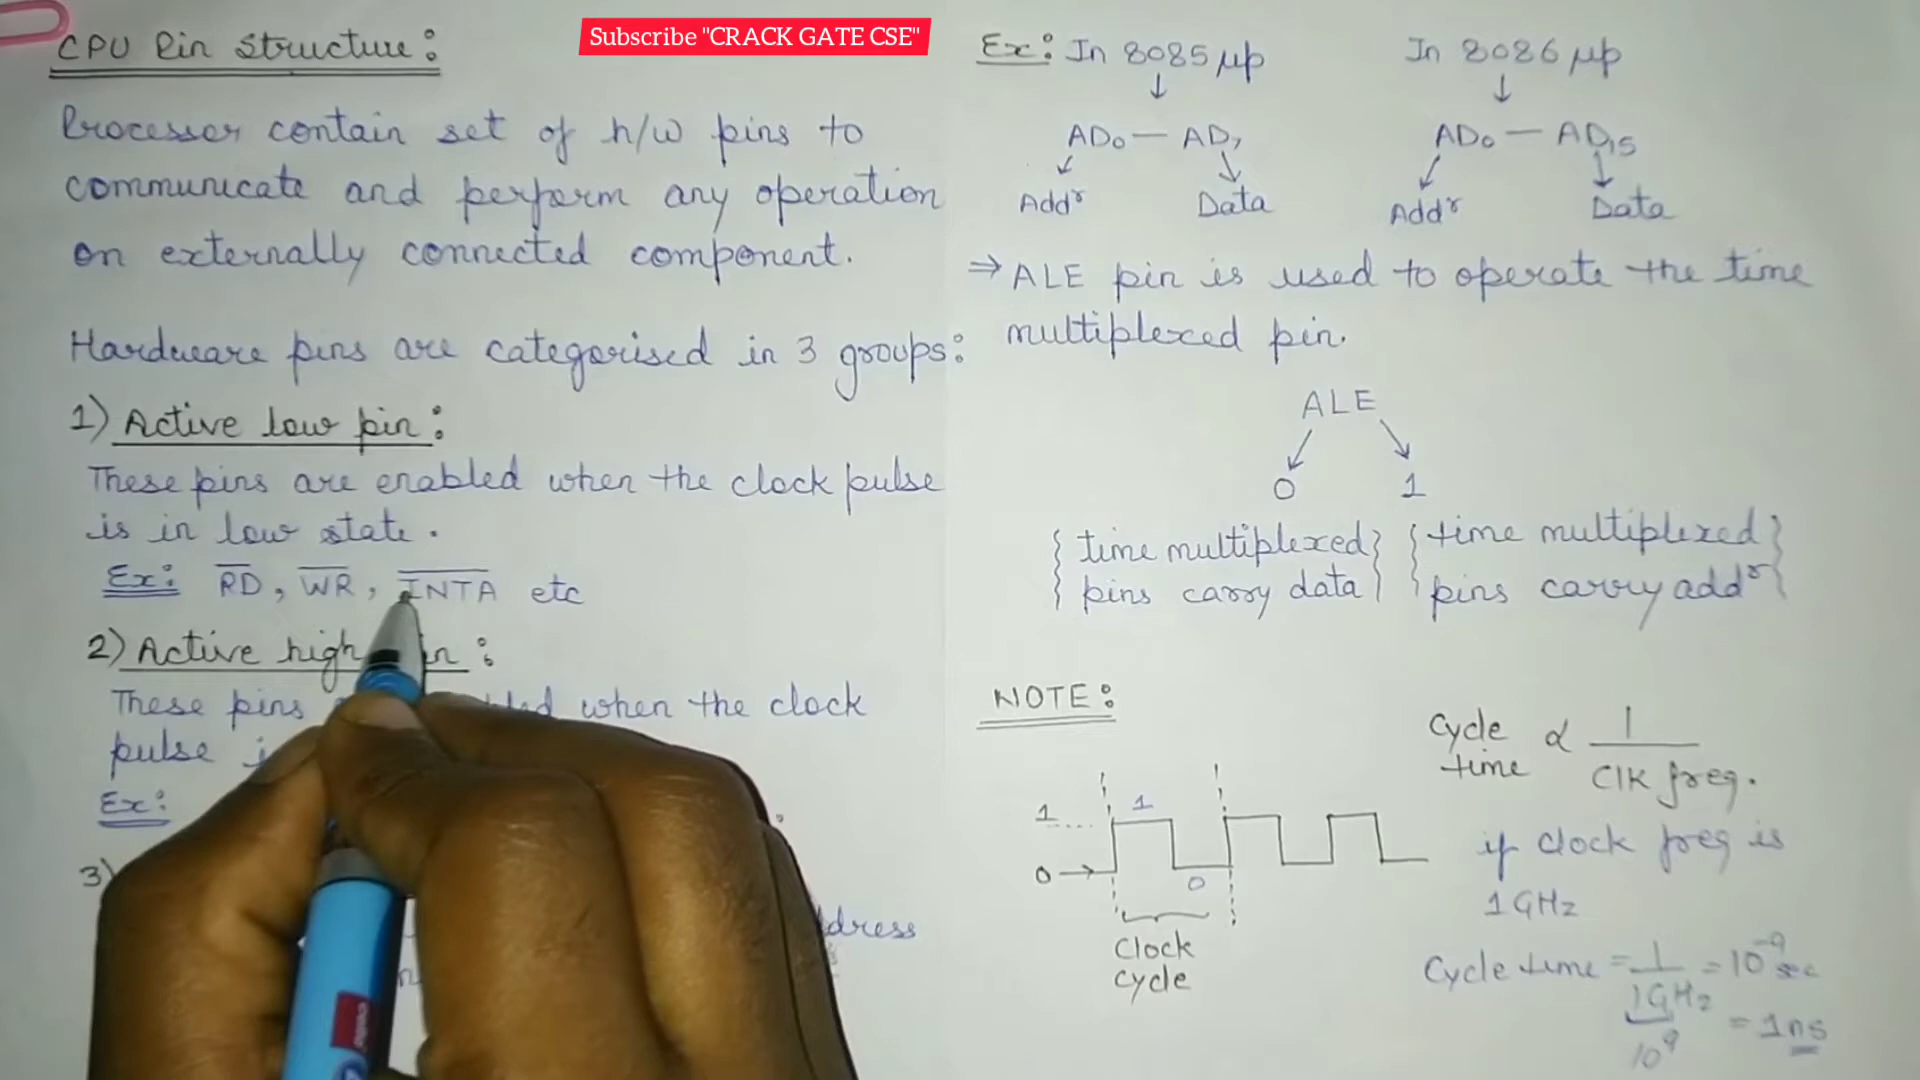 CPU Pin Structure:
Processor contain set of h/w pins to
communicate and perform any operation
on externally connected component.
Hardware pins are categorised in 3 groups:
1) Active low pin:
These pins are enabled when the clock pulse
is in low state.
Ex: R̅D̅, W̅R̅, I̅N̅T̅A̅ etc
2) Active high
These pins when the clock
pulse
Ex:
3)
Subscribe "CRACK GATE CSE"
Ex: In 8085 μp
In 8086 μp
↓ ↓
AD₀ — AD₇
AD₀ — AD₁₅
Addʳ Data
Addʳ Data
⇒ ALE pin is used to operate the time
multiplexed pin.
ALE
0 1
{time multiplexed
pins carry data}
{time multiplexed
pins carry addʳ}
NOTE:
1 1
0 → 0
Clock
cycle
Cycle
time ∝ 1 / Clk freq.
if clock freq is
1 GHz
Cycle time = 1 / 1GHz = 10⁻⁹ sec
10⁹
= 1ns